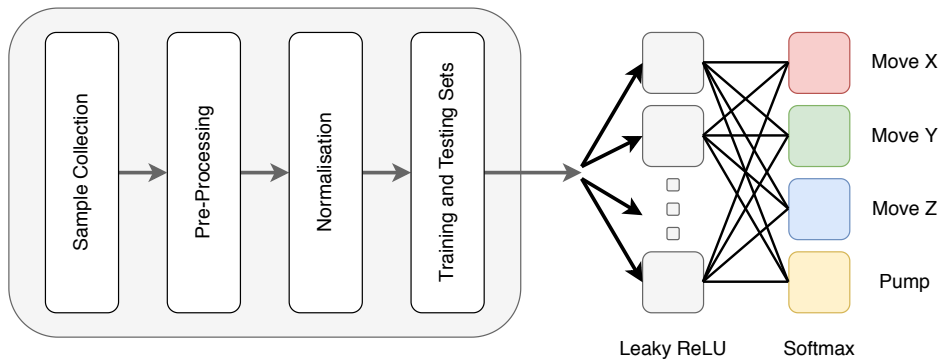 Sample Collection
Pre-Processing
Normalisation
Training and Testing Sets
Move X
Move Y
Move Z
Pump
Leaky ReLU
Softmax